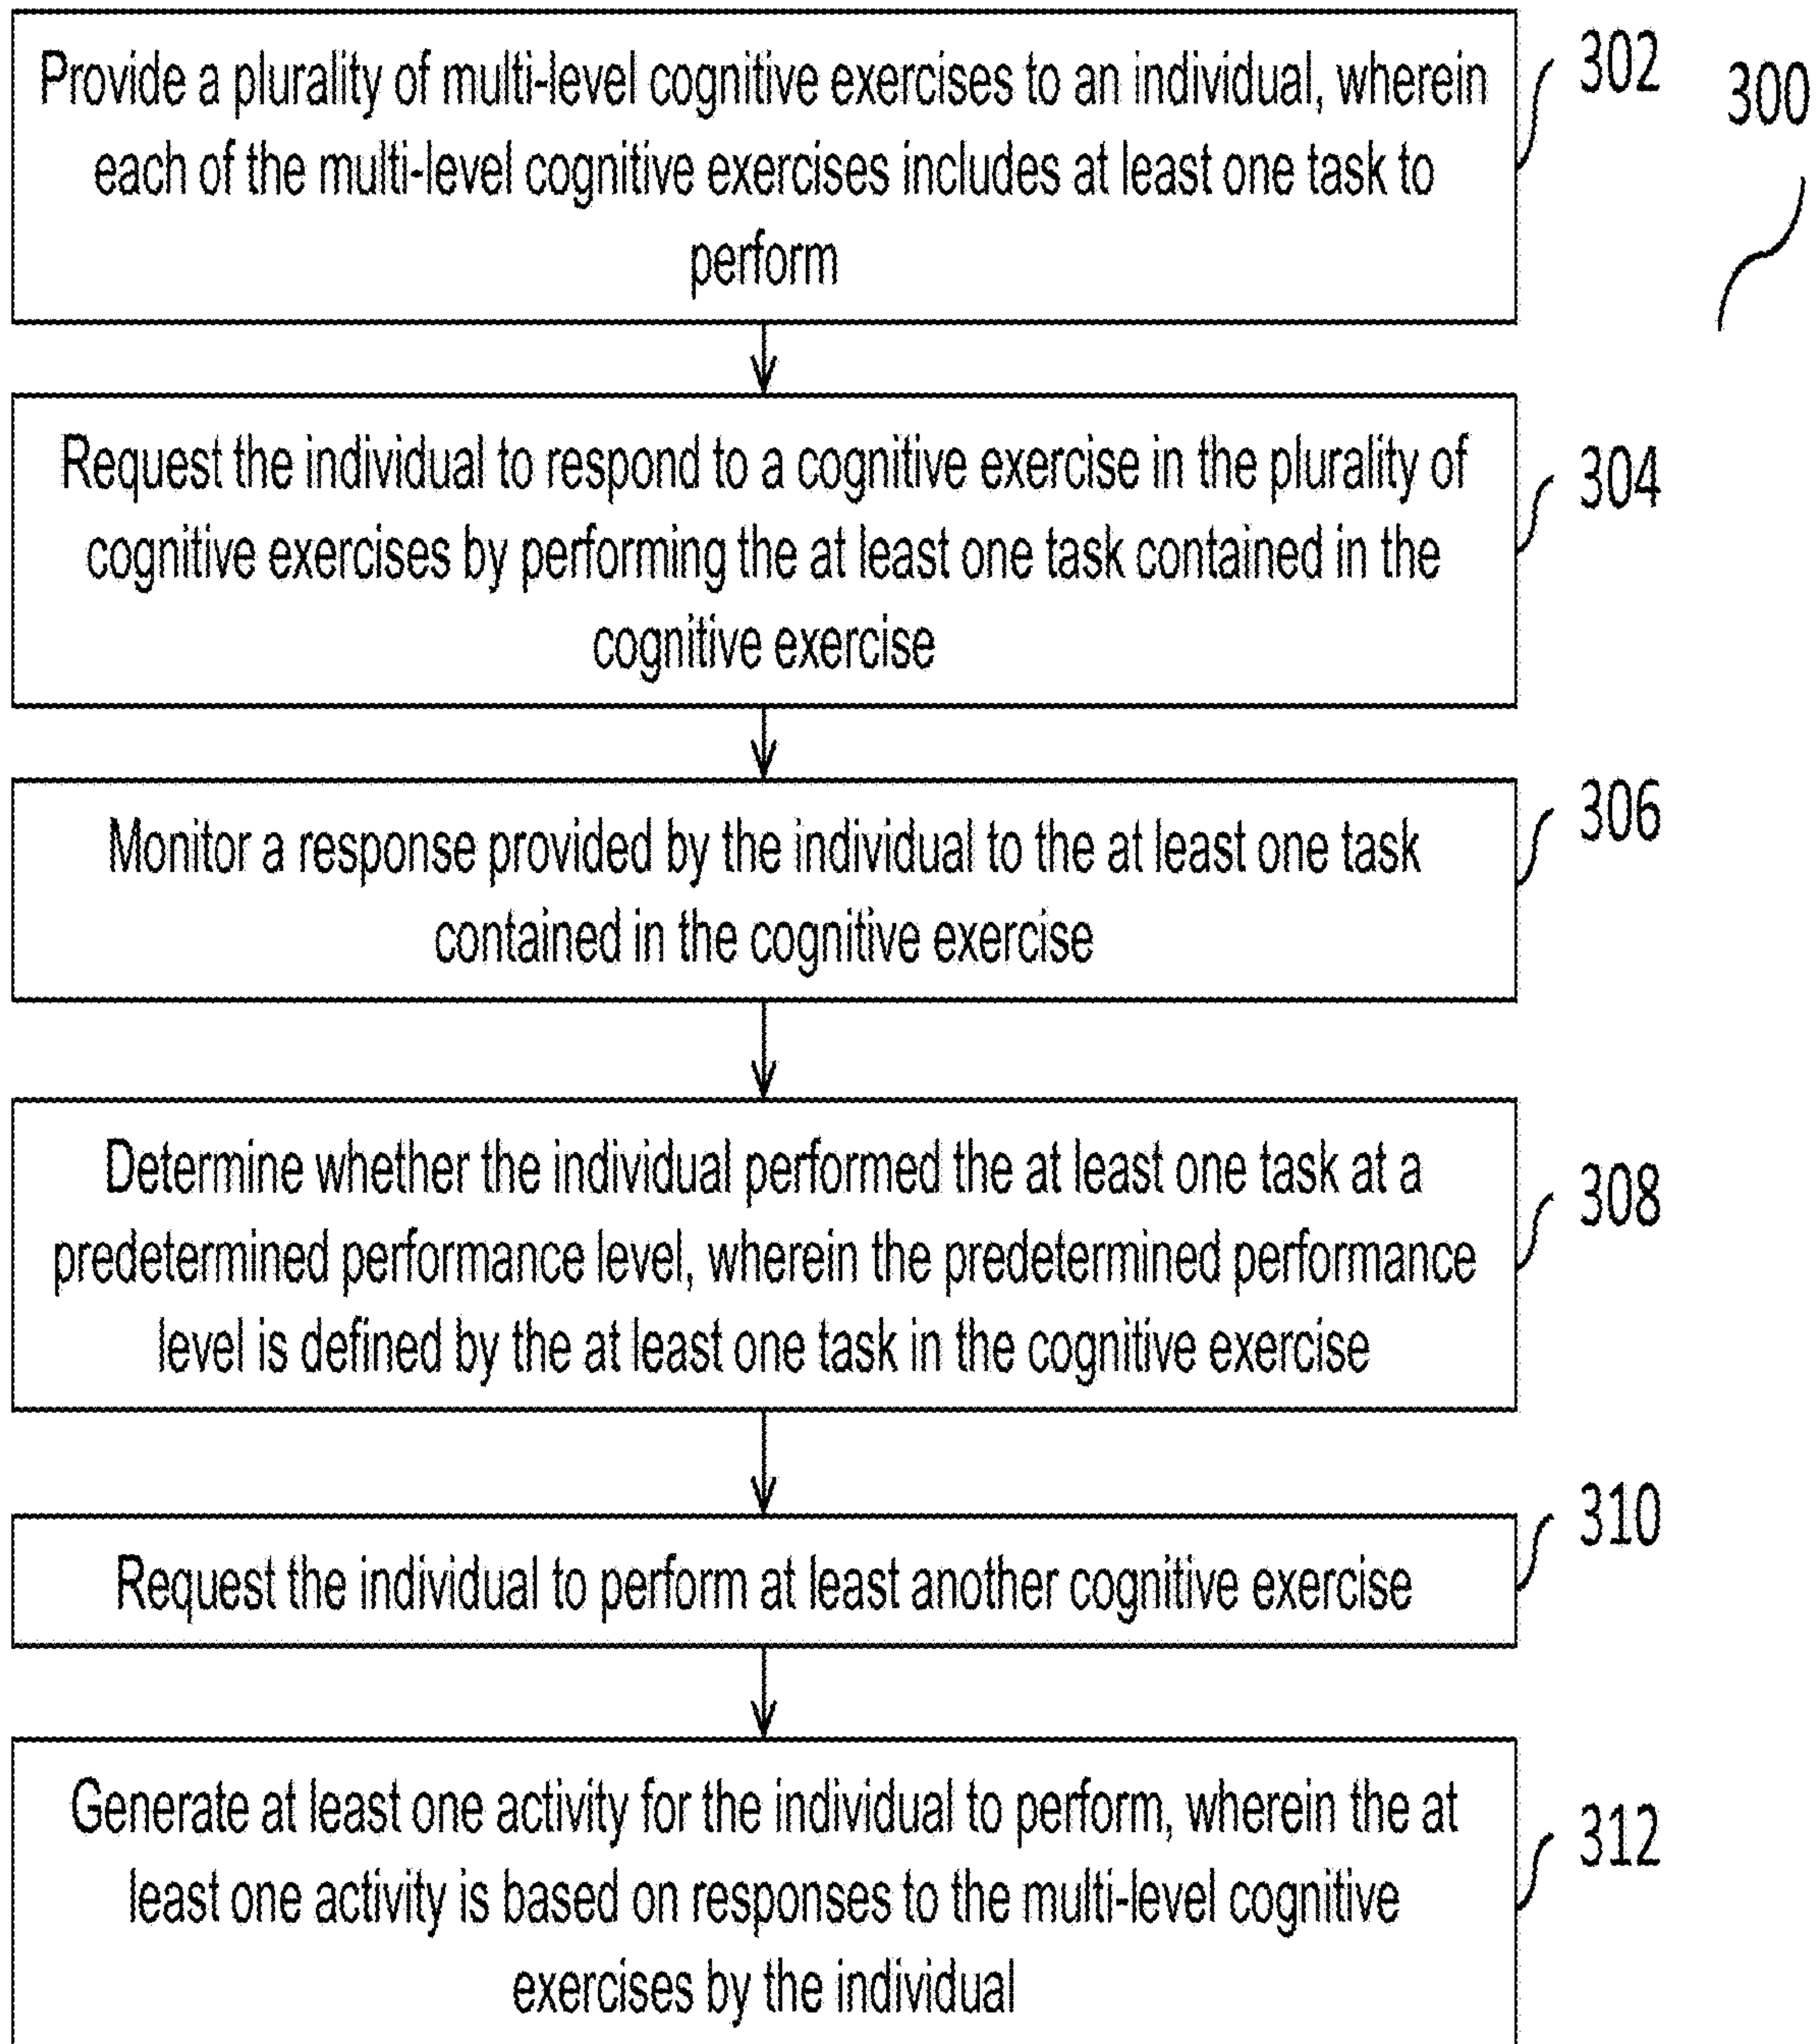 Provide a plurality of multi-level cognitive exercises to an individual, wherein
each of the multi-level cognitive exercises includes at least one task to
perform
302
300
Request the individual to respond to a cognitive exercise in the plurality of
cognitive exercises by performing the at least one task contained in the
cognitive exercise
304
Monitor a response provided by the individual to the at least one task
contained in the cognitive exercise
306
Determine whether the individual performed the at least one task at a
predetermined performance level, wherein the predetermined performance
level is defined by the at least one task in the cognitive exercise
308
Request the individual to perform at least another cognitive exercise
310
Generate at least one activity for the individual to perform, wherein the at
least one activity is based on responses to the multi-level cognitive
exercises by the individual
312